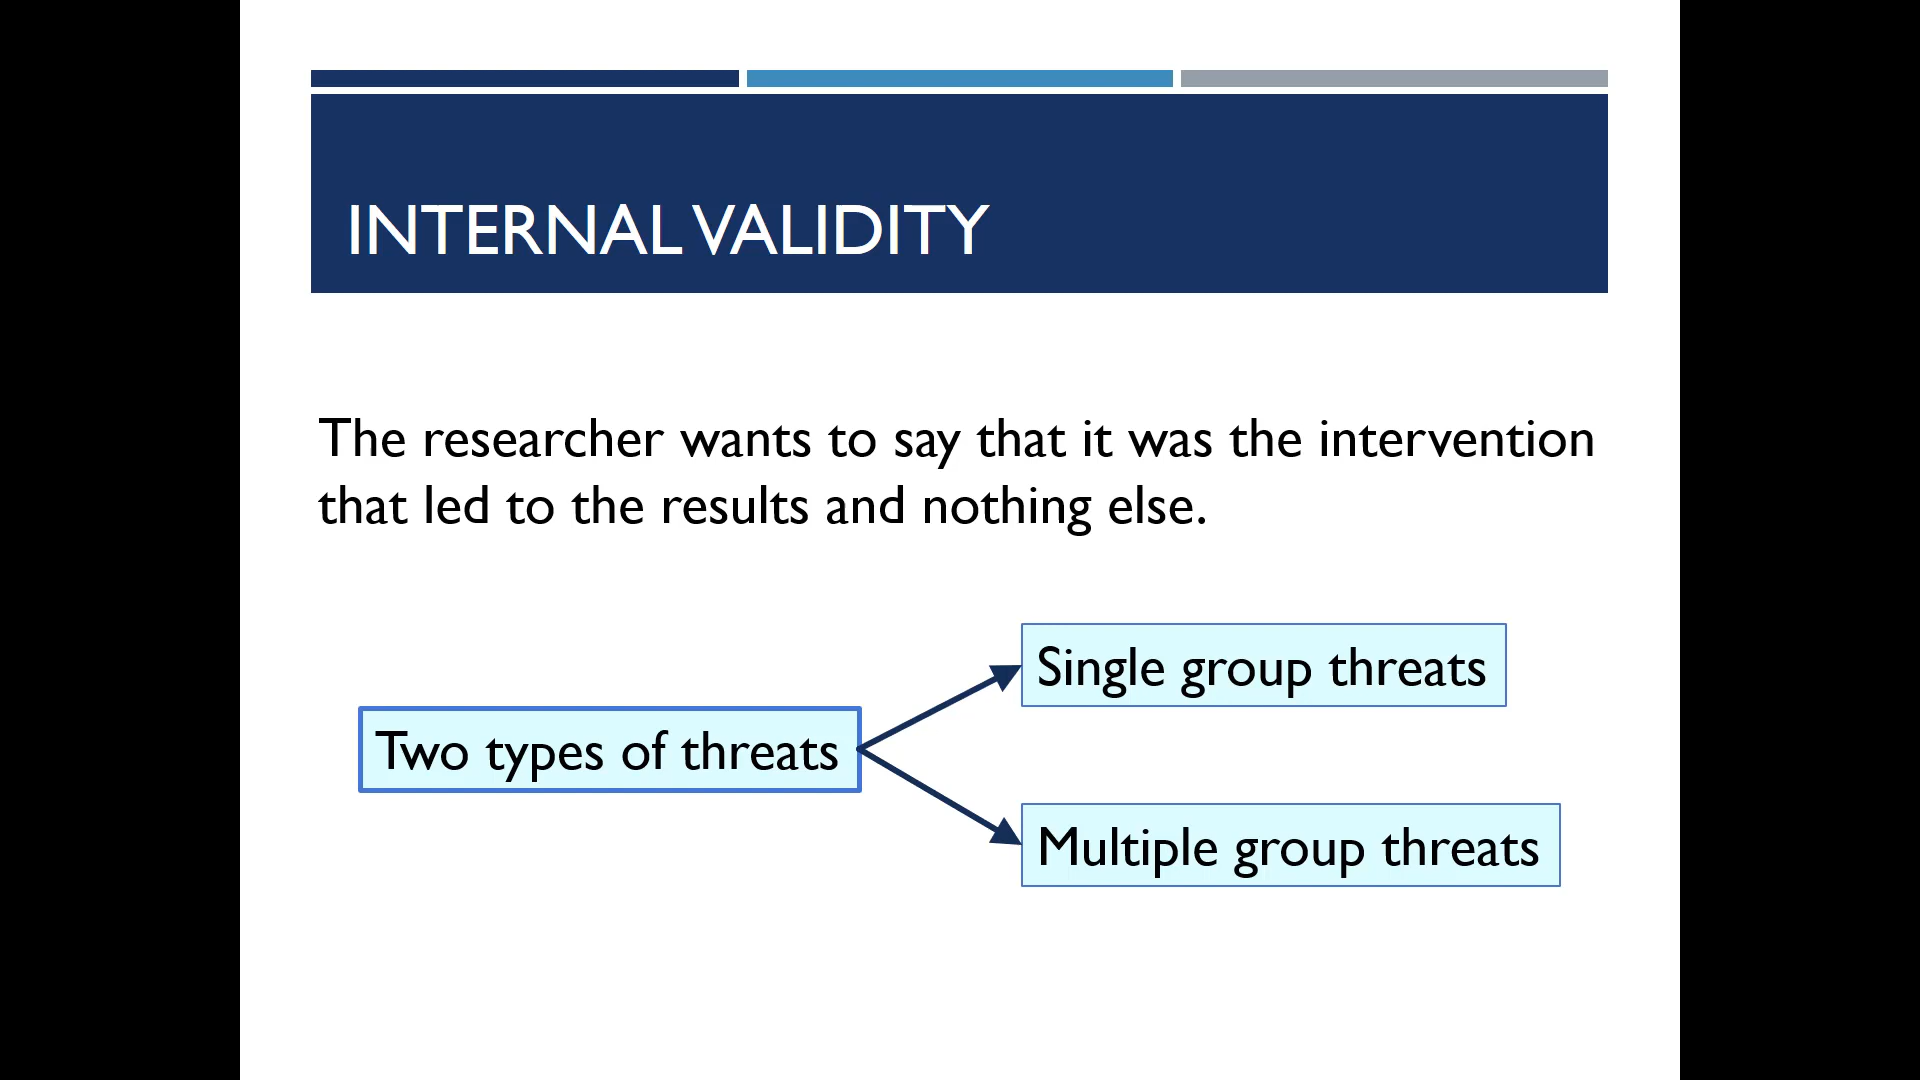 INTERNAL VALIDITY
The researcher wants to say that it was the intervention
that led to the results and nothing else.
Two types of threats
Single group threats
Multiple group threats